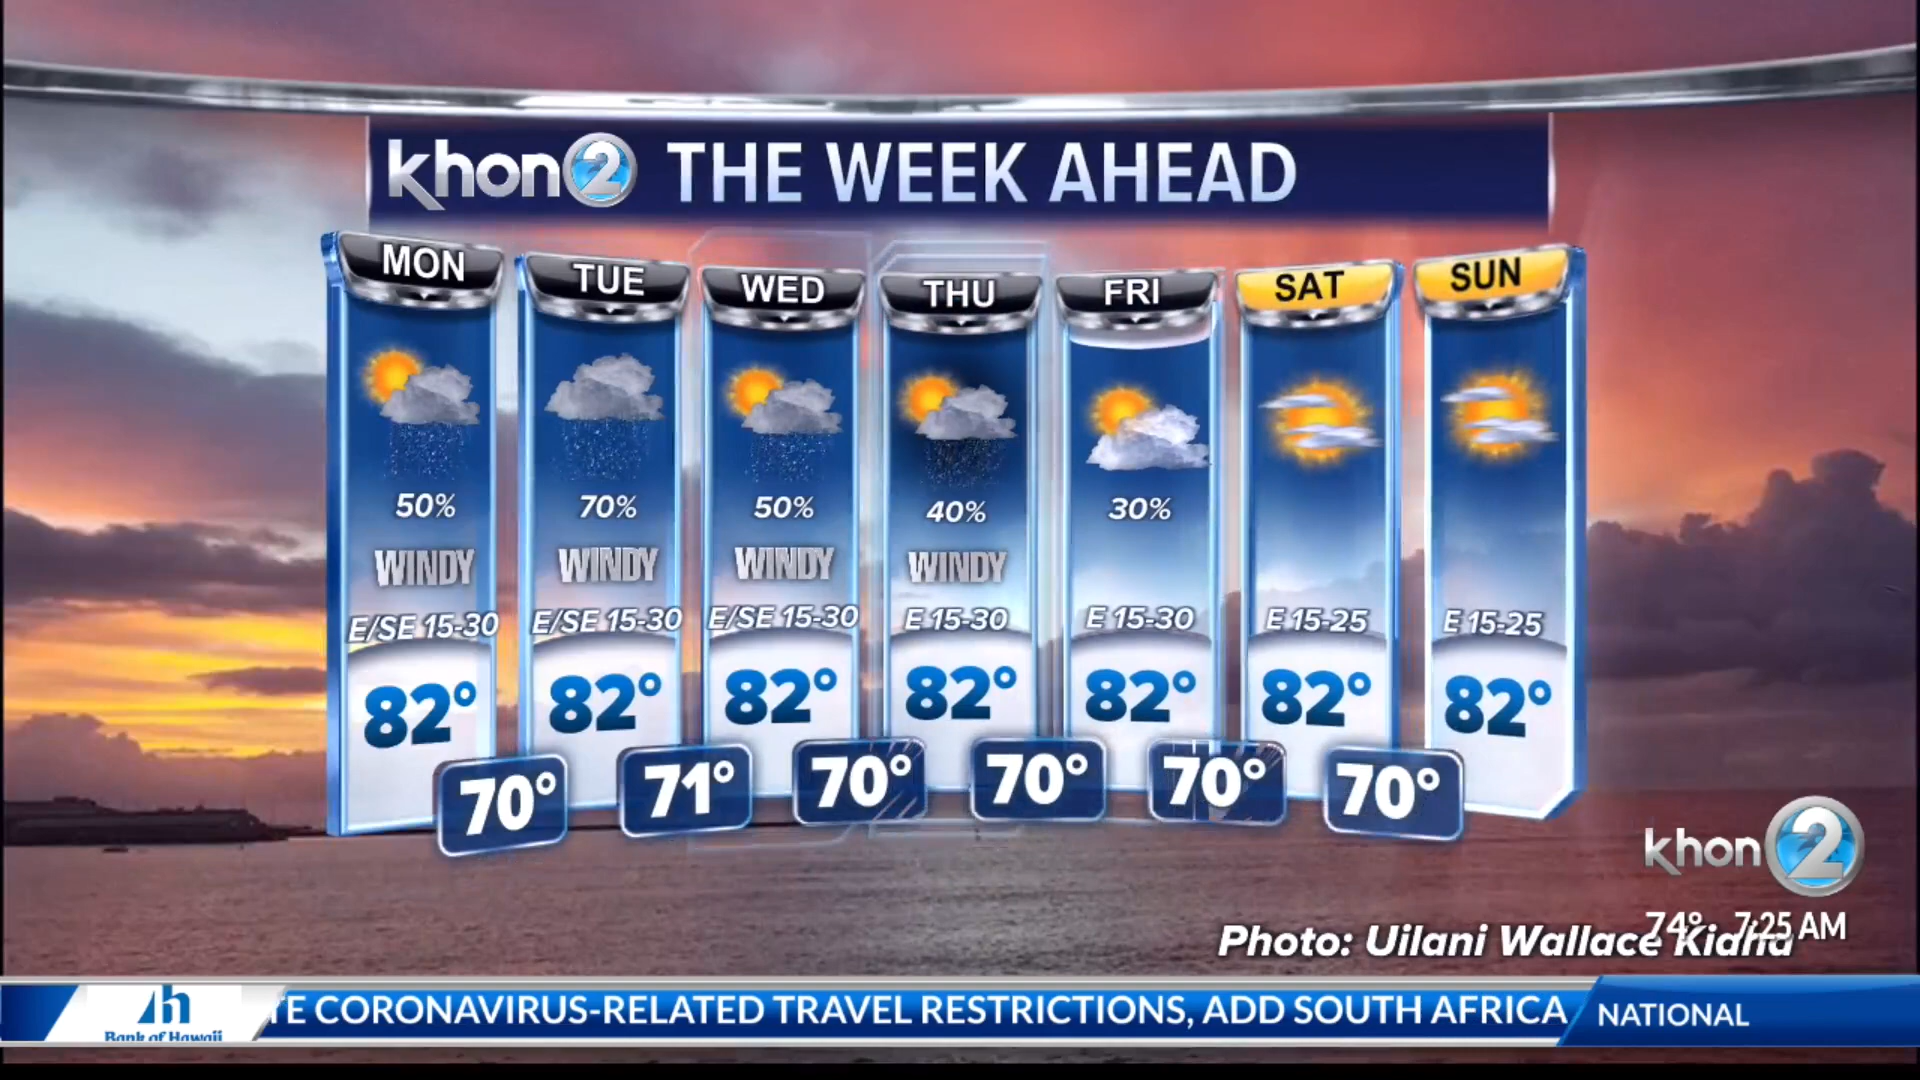 khon2 THE WEEK AHEAD
MON TUE WED THU FRI SAT SUN
50% 70% 50% 40% 30%
WINDY WINDY WINDY WINDY
E/SE 15-30 E/SE 15-30 E/SE 15-30 E 15-30 E 15-30 E 15-25 E 15-25
82° 82° 82° 82° 82° 82° 82°
70° 71° 70° 70° 70° 70°
khon2
74° 7:25 AM
Photo: Uilani Wallace
Bank of Hawaii
TE CORONAVIRUS-RELATED TRAVEL RESTRICTIONS, ADD SOUTH AFRICA
NATIONAL